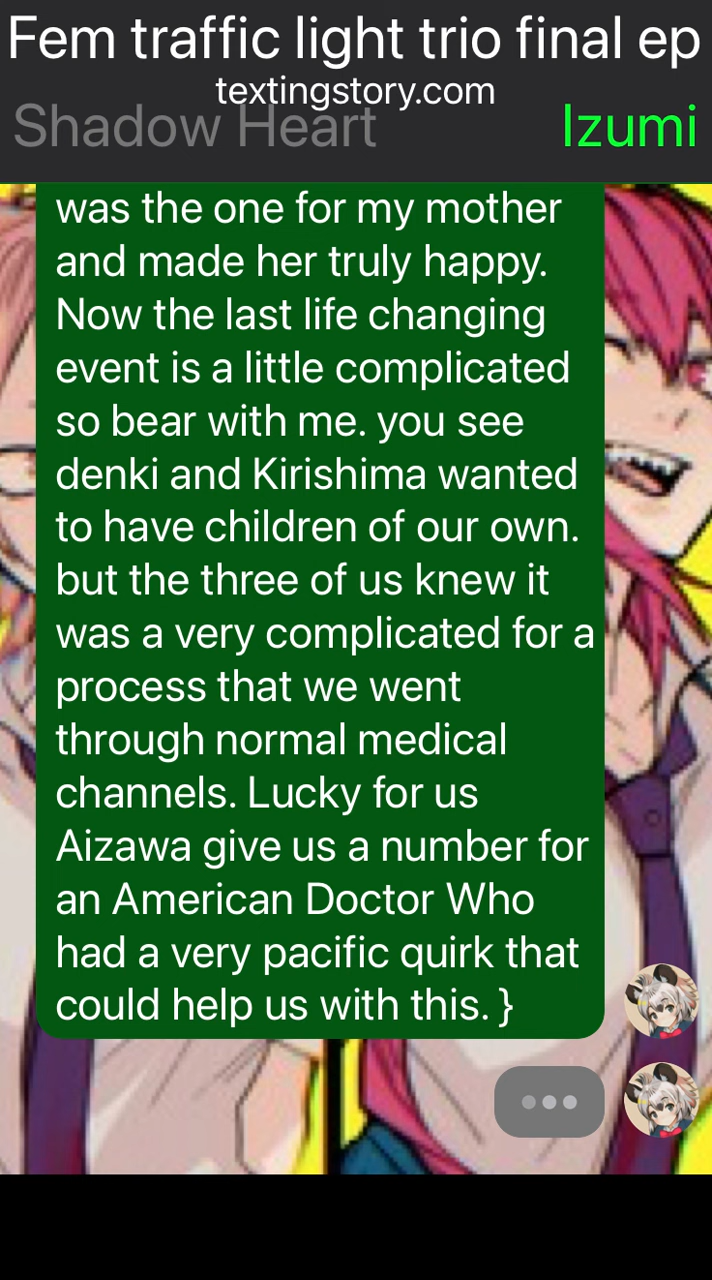 Fem traffic light trio final ep
textingstory.com
Shadow Heart
Izumi
was the one for my mother
and made her truly happy.
Now the last life changing
event is a little complicated
so bear with me. you see
denki and Kirishima wanted
to have children of our own.
but the three of us knew it
was a very complicated for a
process that we went
through normal medical
channels. Lucky for us
Aizawa give us a number for
an American Doctor Who
had a very pacific quirk that
could help us with this. }